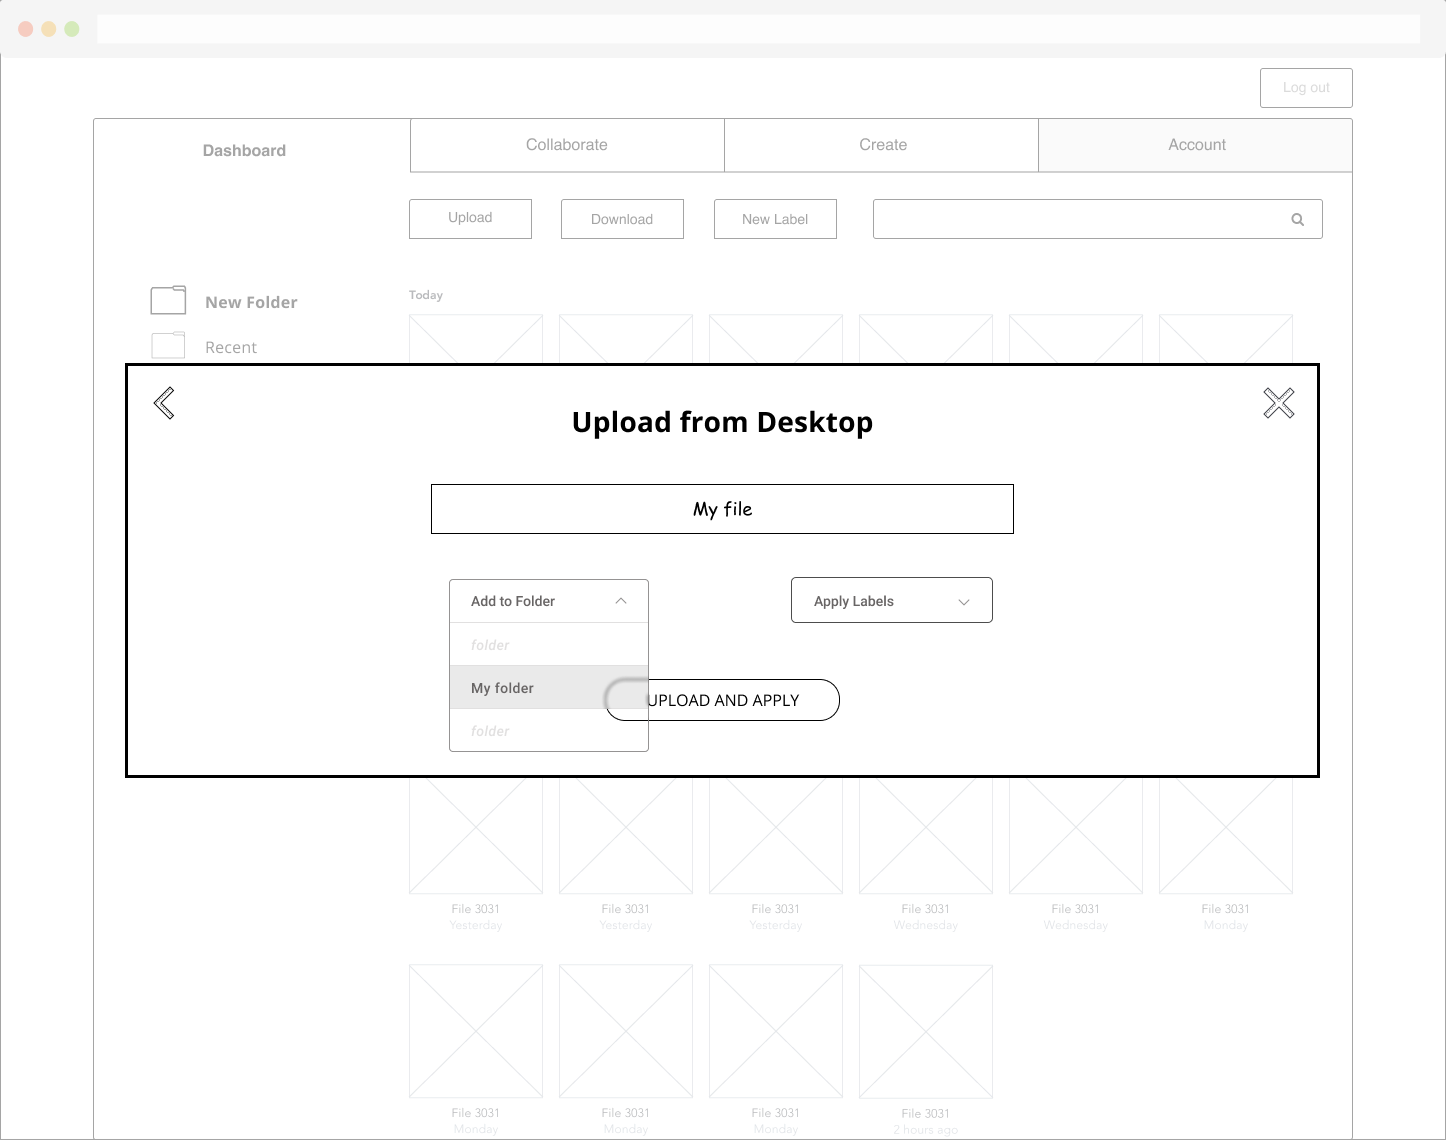 Log out
Dashboard
Collaborate
Create
Account
Upload
Download
New Label
New Folder
Today
Recent
Upload from Desktop
My file
Add to Folder
Apply Labels
folder
My folder
UPLOAD AND APPLY
folder
File 3031
File 3031
File 3031
File 3031
File 3031
File 3031
Yesterday
Yesterday
Yesterday
Wednesday
Wednesday
Monday
File 3031
File 3031
File 3031
File 3031
Monday
Monday
Monday
2 hours ago